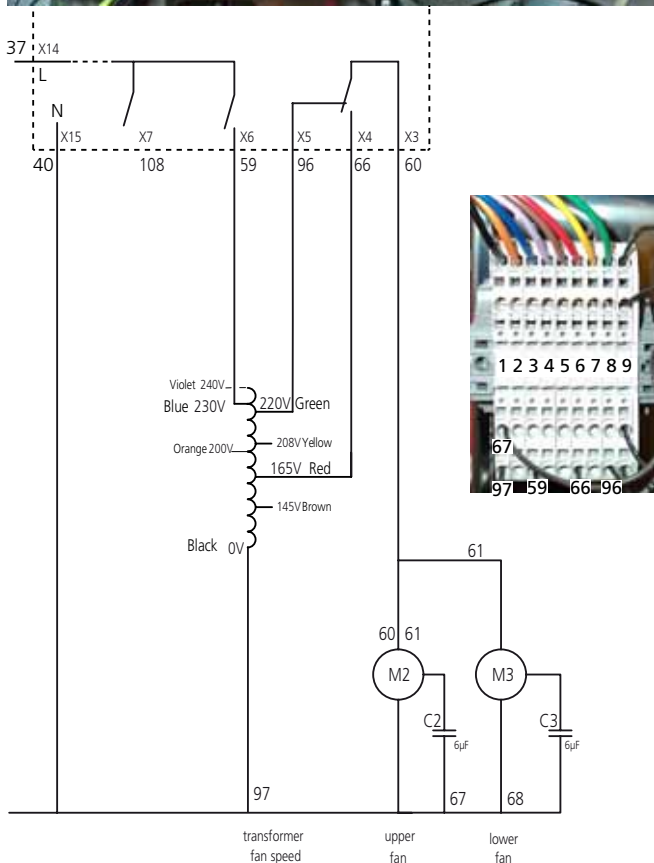 37 X14
L
N
X15 X7 X6 X5 X4 X3
40 108 59 96 66 60
1 2 3 4 5 6 7 8 9
67
97 59 66 96
Violet 240V
Blue 230V 220V Green
208V Yellow
Orange 200V
165V Red
145V Brown
Black 0V
61
60 61
M2 M3
C2 C3
6µF 6µF
97 67 68
transformer upper lower
fan speed fan fan